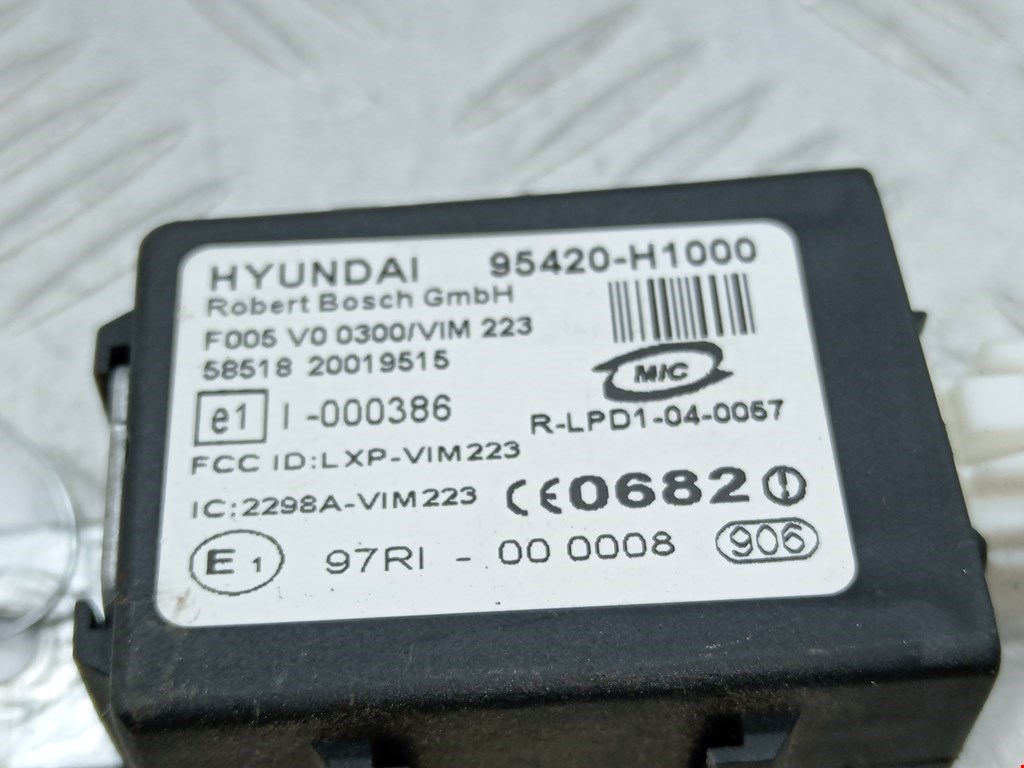 HYUNDAI 95420-H1000
Robert Bosch GmbH
F005 V0 0300/VIM 223
58518 20019515
MIC
e1 I -000386
R-LPD1-04-0057
FCC ID:LXP-VIM223
IC:2298A-VIM223 CE0682
E1 97RI - 00 0008 906